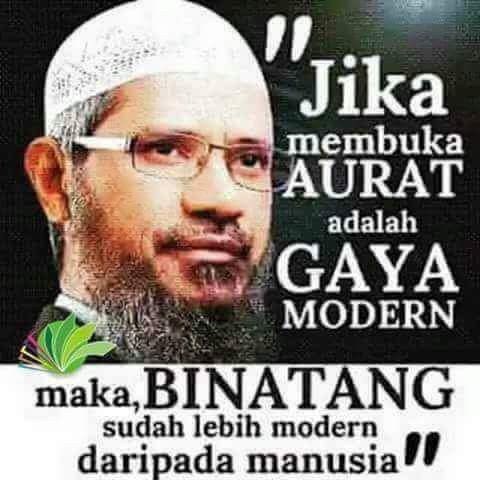 "Jika
membuka
AURAT
adalah
GAYA
MODERN
maka, BINATANG
sudah lebih modern
daripada manusia"